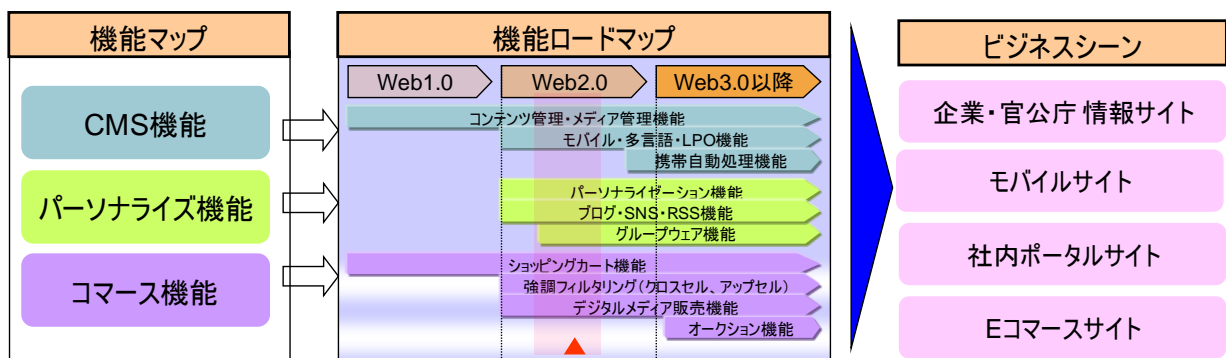 機能マップ
CMS機能
パーソナライズ機能
コマース機能
機能ロードマップ
Web1.0
Web2.0
Web3.0以降
コンテンツ管理・メディア管理機能
モバイル・多言語・LPO機能
携帯自動処理機能
パーソナライゼーション機能
ブログ・SNS・RSS機能
グループウェア機能
ショッピングカート機能
強調フィルタリング(クロスセル、アップセル)
デジタルメディア販売機能
オークション機能
ビジネスシーン
企業・官公庁 情報サイト
モバイルサイト
社内ポータルサイト
Eコマースサイト